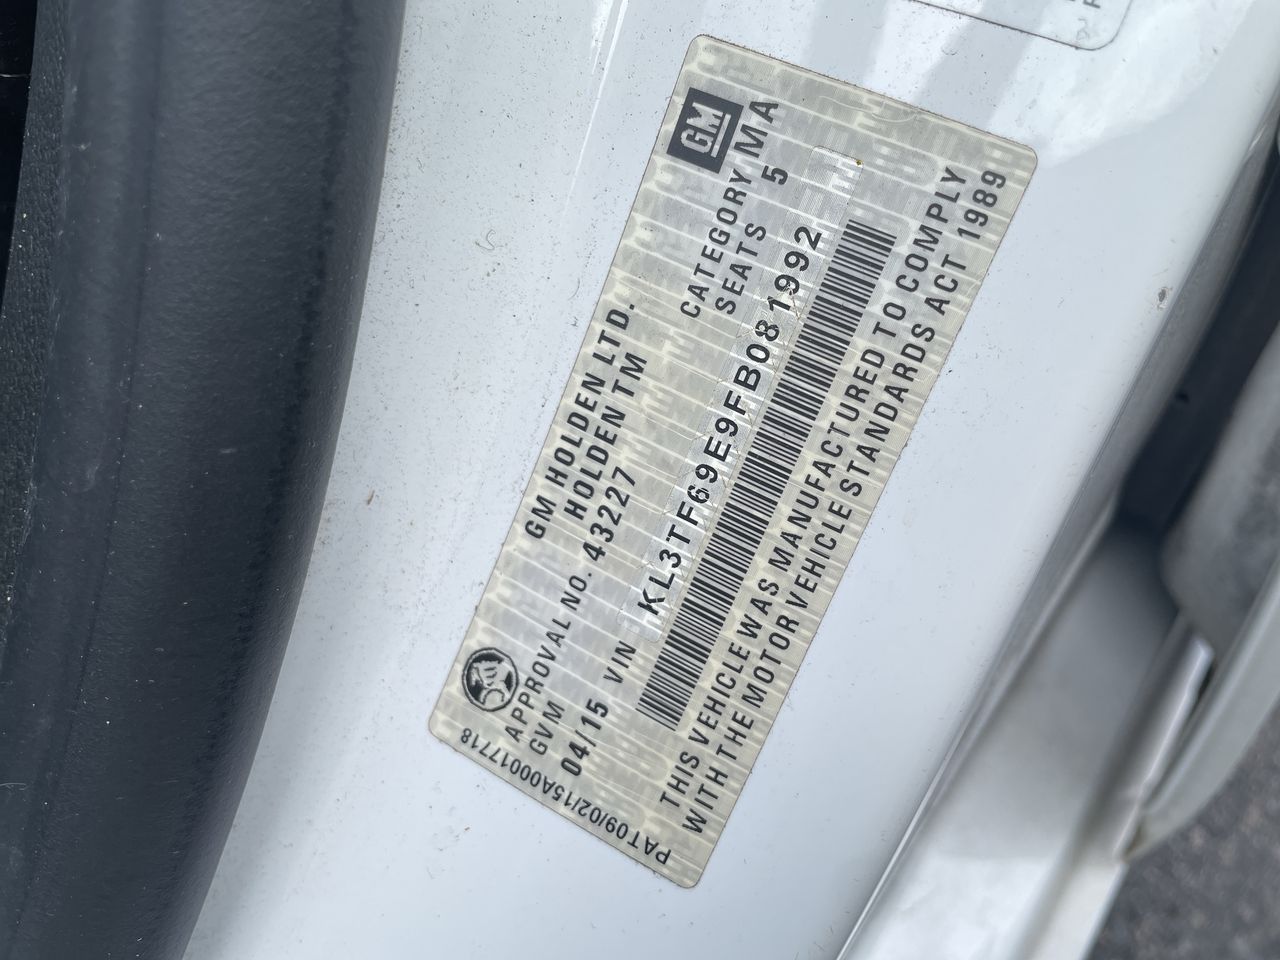 GM
GM HOLDEN LTD.
HOLDEN TM
CATEGORY MA
APPROVAL NO. 43227
SEATS 5
GVM
04/15 VIN KL3TF69E9FB081992
THIS VEHICLE WAS MANUFACTURED TO COMPLY
WITH THE MOTOR VEHICLE STANDARDS ACT 1989
PAT09/02/15A00017718